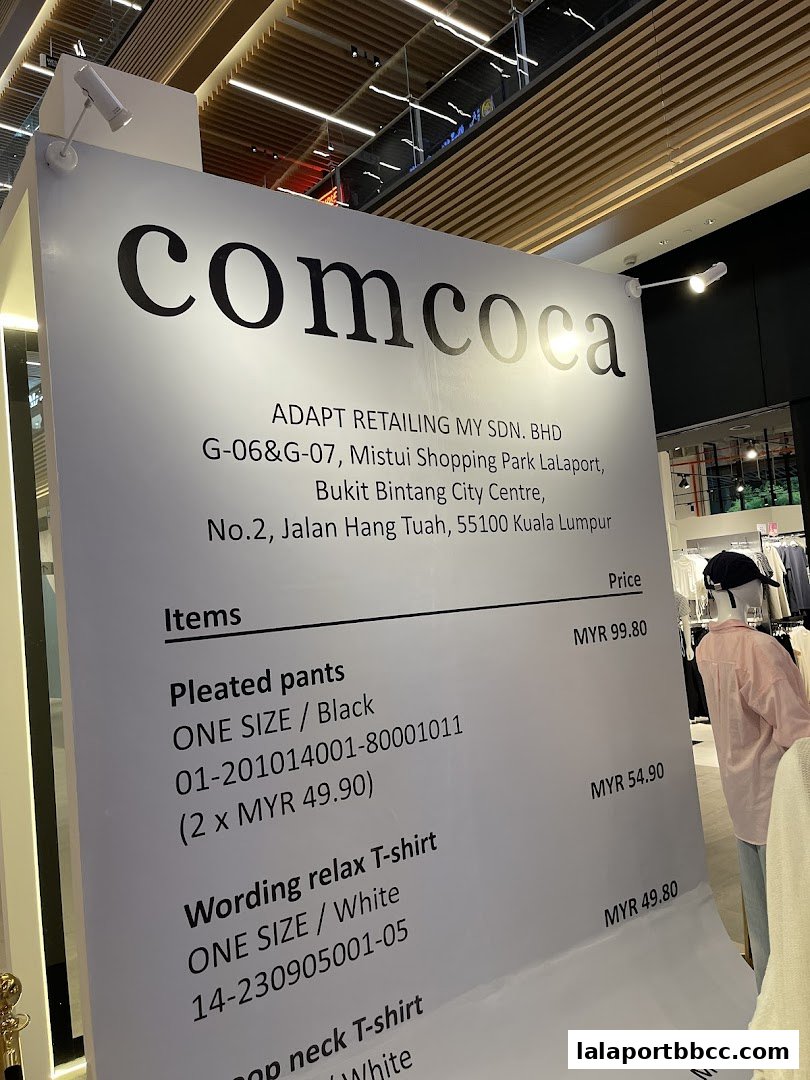 comcoca
ADAPT RETAILING MY SDN. BHD
G-06&G-07, Mistui Shopping Park LaLaport,
Bukit Bintang City Centre,
No.2, Jalan Hang Tuah, 55100 Kuala Lumpur
Items Price
Pleated pants MYR 99.80
ONE SIZE / Black
01-201014001-80001011
(2 x MYR 49.90)
Wording relax T-shirt MYR 54.90
ONE SIZE / White
14-230905001-05
neck T-shirt MYR 49.80
/ White
lalaportbbcc.com